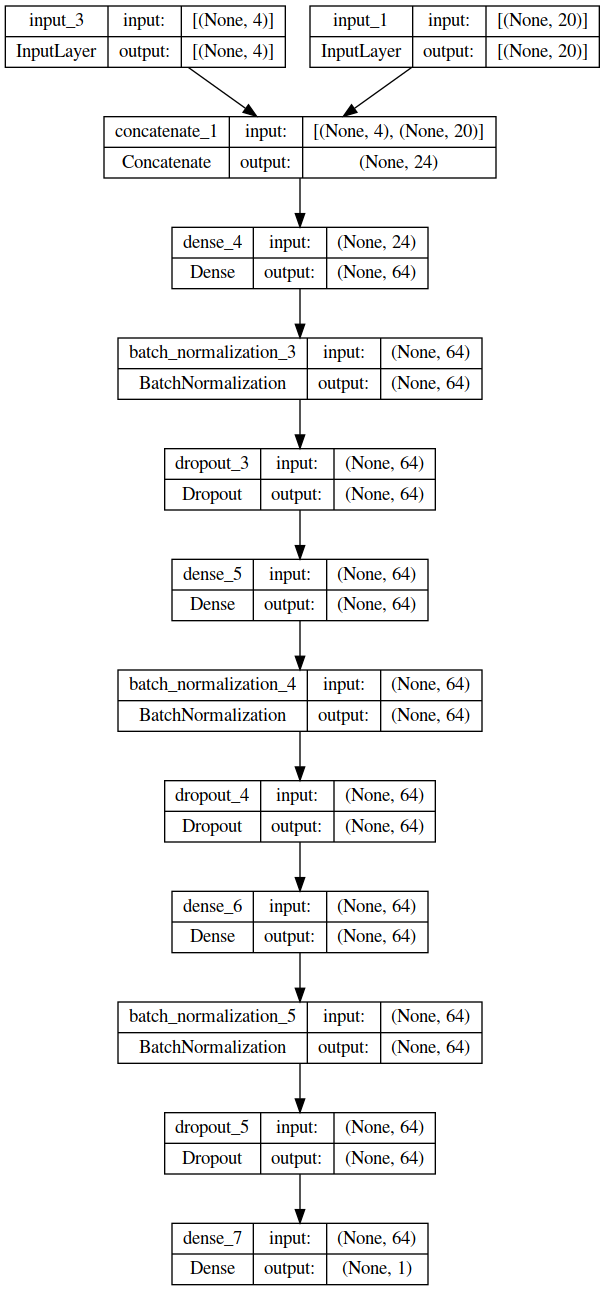 input_3 input: [(None, 4)] input_1 input: [(None, 20)]
InputLayer output: [(None, 4)] InputLayer output: [(None, 20)]
concatenate_1 input: [(None, 4), (None, 20)]
Concatenate output: (None, 24)
dense_4 input: (None, 24)
Dense output: (None, 64)
batch_normalization_3 input: (None, 64)
BatchNormalization output: (None, 64)
dropout_3 input: (None, 64)
Dropout output: (None, 64)
dense_5 input: (None, 64)
Dense output: (None, 64)
batch_normalization_4 input: (None, 64)
BatchNormalization output: (None, 64)
dropout_4 input: (None, 64)
Dropout output: (None, 64)
dense_6 input: (None, 64)
Dense output: (None, 64)
batch_normalization_5 input: (None, 64)
BatchNormalization output: (None, 64)
dropout_5 input: (None, 64)
Dropout output: (None, 64)
dense_7 input: (None, 64)
Dense output: (None, 1)